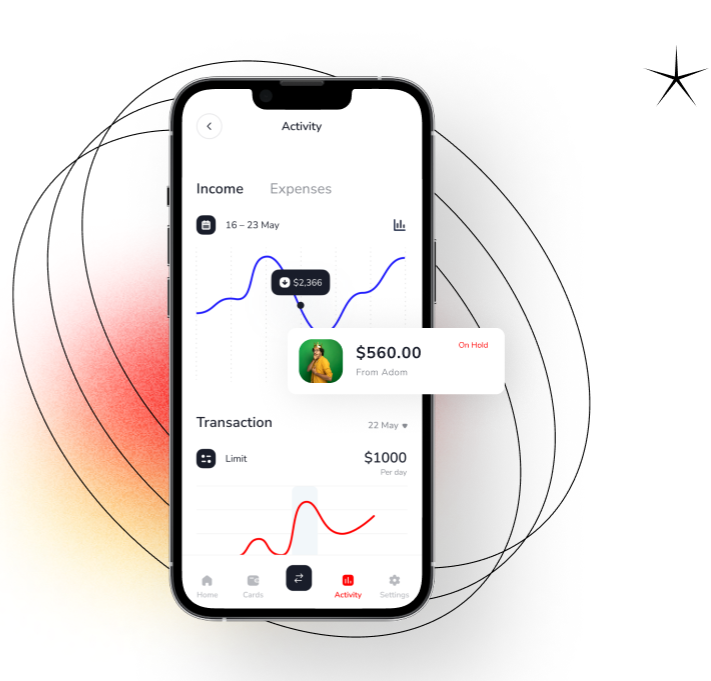 Activity
Income Expenses
16 – 23 May
$2,366
$560.00
On Hold
From Adom
Transaction
22 May
Limit
$1000
Per day
Home Cards Activity Settings